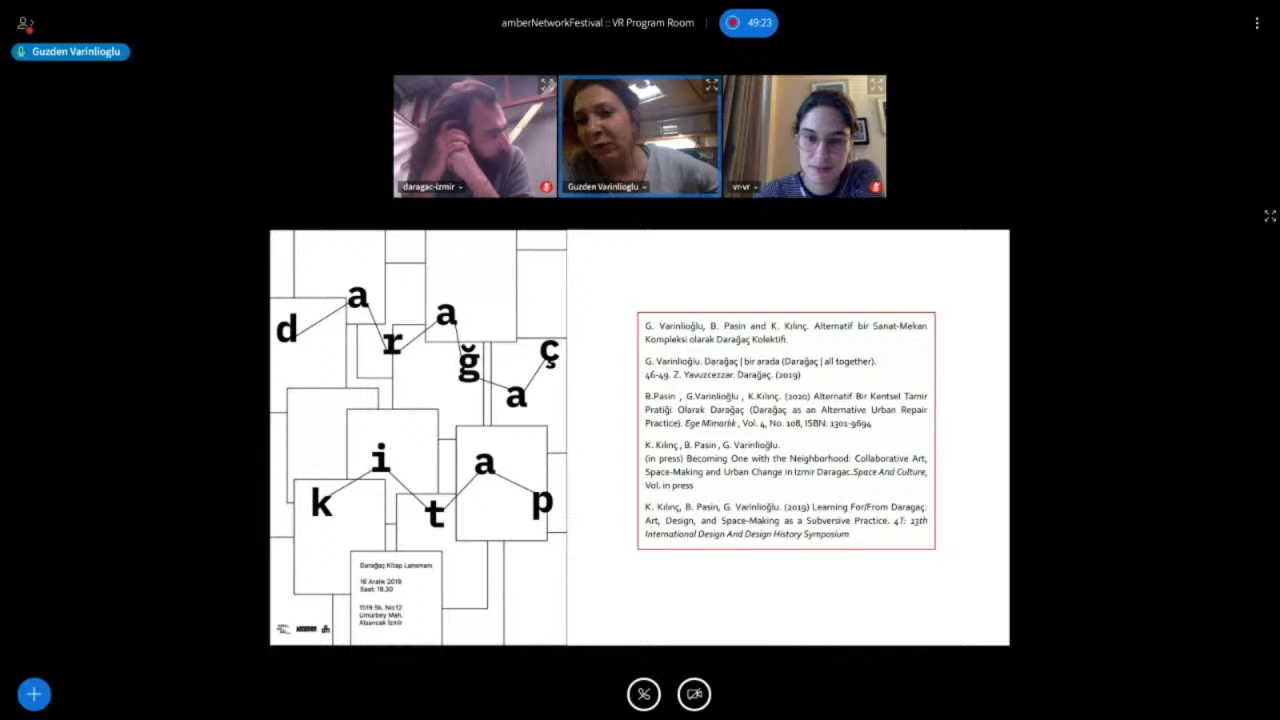 amberNetworkFestival :: VR Program Room
49:23
Guzden Varinlioglu
daragac-izmir
Guzden Varinlioglu
vr-vr
darağaç
kitap
Darağaç Kitap Lansmanı
16 Aralık 2019
Saat: 18.30
1519 Sk. No:12
Umurbey Mah.
Alsancak İzmir
G. Varinlioğlu, B. Pasin and K. Kılınç. Alternatif bir Sanat-Mekan
Kompleksi olarak Darağaç Kolektifi.
G. Varinlioğlu. Darağaç | bir arada (Darağaç | all together).
46-49. Z. Yavuzcezzar. Darağaç. (2019)
B.Pasin , G.Varinlioğlu , K.Kılınç. (2020) Alternatif Bir Kentsel Tamir
Pratiği Olarak Darağaç (Darağaç as an Alternative Urban Repair
Practice). Ege Mimarlık , Vol. 4, No. 108, ISBN: 1301-9694
K. Kılınç , B. Pasin , G. Varinlioğlu.
(in press) Becoming One with the Neighborhood: Collaborative Art,
Space-Making and Urban Change in Izmir Daragac.Space And Culture,
Vol. in press
K. Kılınç, B. Pasin, G. Varinlioğlu. (2019) Learning For/From Daragaç:
Art, Design, and Space-Making as a Subversive Practice. 4T: 13th
International Design And Design History Symposium